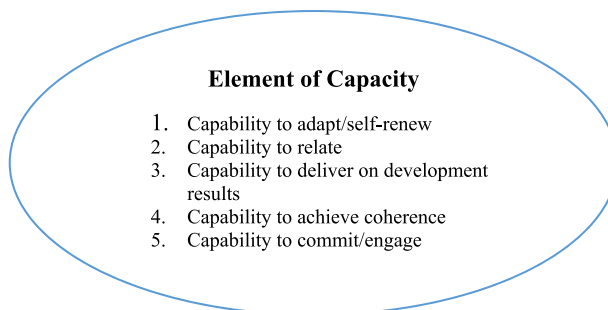 Element of Capacity
1. Capability to adapt/self-renew
2. Capability to relate
3. Capability to deliver on development
results
4. Capability to achieve coherence
5. Capability to commit/engage